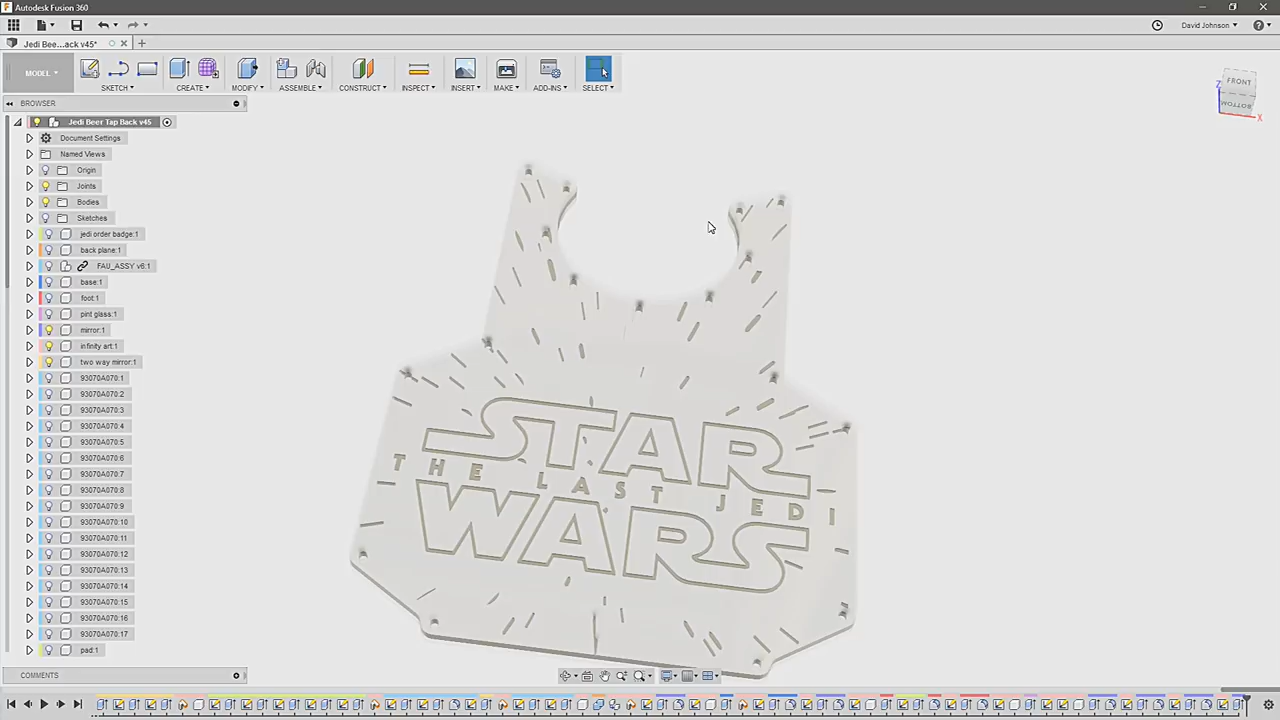 Autodesk Fusion 360
David Johnson
Jedi Bee...ack v45*
MODEL
SKETCH
CREATE
MODIFY
ASSEMBLE
CONSTRUCT
INSPECT
INSERT
MAKE
ADD-INS
SELECT
FRONT
BOTTOM
Z
X
BROWSER
Jedi Beer Tap Back v45
Document Settings
Named Views
Origin
Joints
Bodies
Sketches
jedi order badge:1
back plane:1
FAU_ASSY v6:1
base:1
foot:1
pint glass:1
mirror:1
infinity art:1
two way mirror:1
93070A070:1
93070A070:2
93070A070:3
93070A070:4
93070A070:5
93070A070:6
93070A070:7
93070A070:8
93070A070:9
93070A070:10
93070A070:11
93070A070:12
93070A070:13
93070A070:14
93070A070:15
93070A070:16
93070A070:17
pad:1
STAR
THE LAST JEDI
WARS
COMMENTS